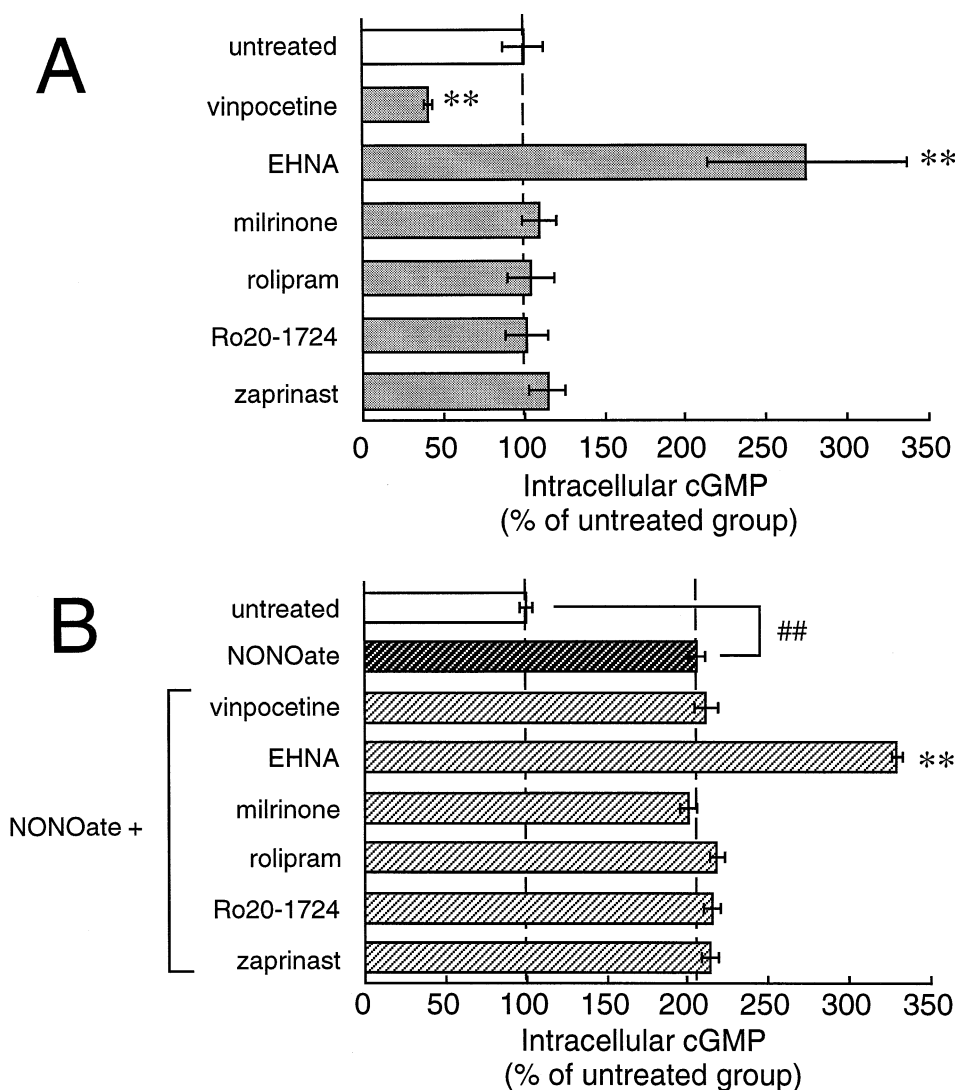 A
untreated
vinpocetine **
EHNA **
milrinone
rolipram
Ro20-1724
zaprinast
0 50 100 150 200 250 300 350
Intracellular cGMP
(% of untreated group)
B
untreated
##
NONOate
vinpocetine
EHNA **
milrinone
NONOate +
rolipram
Ro20-1724
zaprinast
0 50 100 150 200 250 300 350
Intracellular cGMP
(% of untreated group)